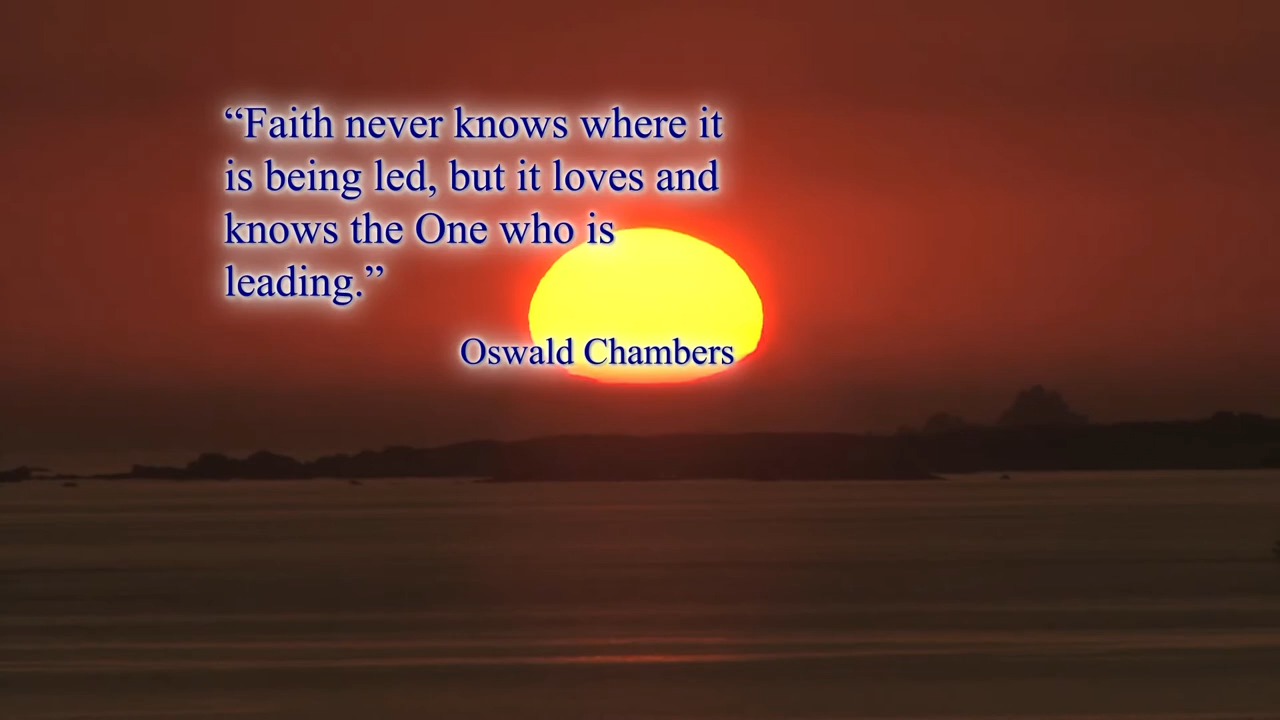 “Faith never knows where it
is being led, but it loves and
knows the One who is
leading.”
Oswald Chambers